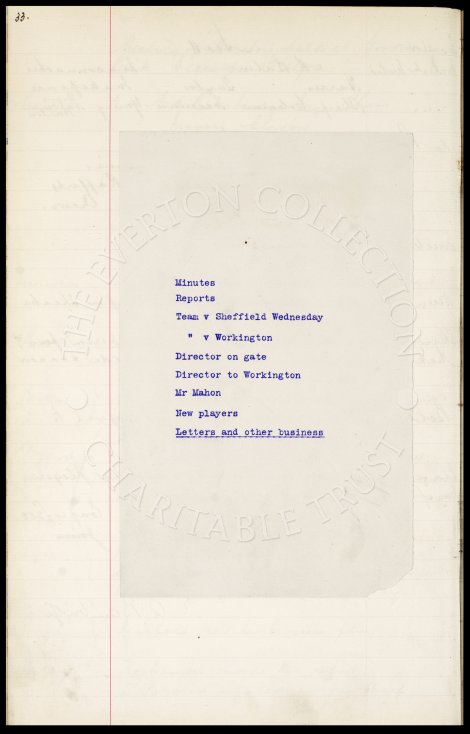 33.
Minutes
Reports
Team v Sheffield Wednesday
" v Workington
Director on gate
Director to Workington
Mr Mahon
New players
Letters and other business
THE EVERTON COLLECTION
CHARITABLE TRUST